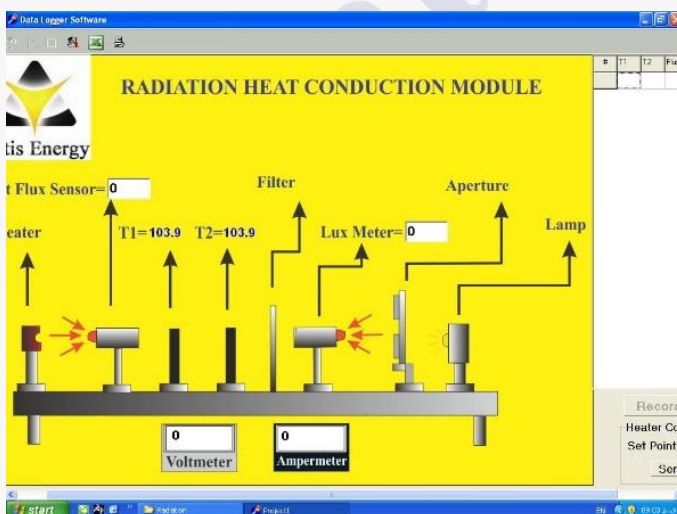 Data Logger Software
# T1 T2
RADIATION HEAT CONDUCTION MODULE
tis Energy
t Flux Sensor= 0
Filter
Aperture
eater
T1=103.9
T2=103.9
Lux Meter= 0
Lamp
0
Voltmeter
0
Ampermeter
Record
Heater Co
Set Point
Ser
start
Radiation
Project1
EN